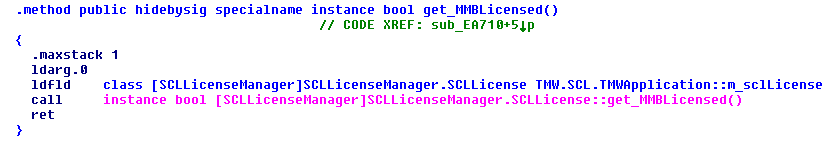 .method public hidebysig specialname instance bool get_MMBLicensed()
// CODE XREF: sub_EA710+5↓p
{
.maxstack 1
ldarg.0
ldfld class [SCLLicenseManager]SCLLicenseManager.SCLLicense TMW.SCL.TMWApplication::m_sclLicense
call instance bool [SCLLicenseManager]SCLLicenseManager.SCLLicense::get_MMBLicensed()
ret
}